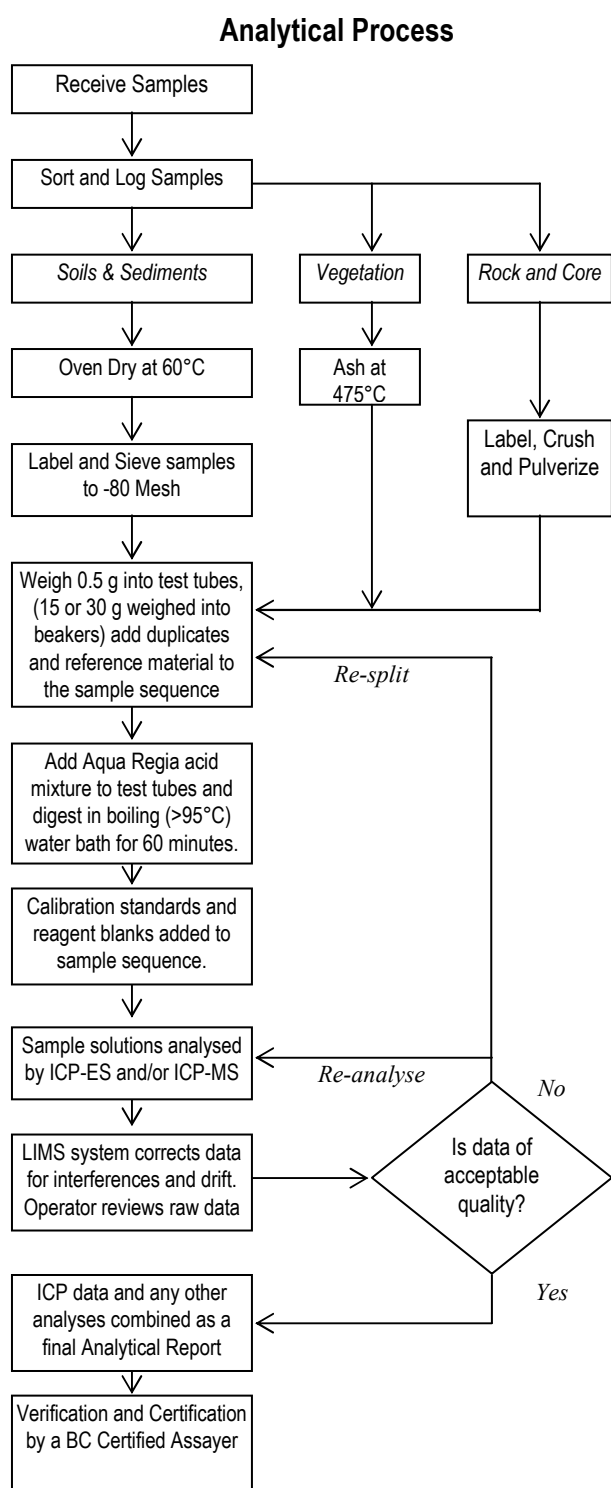 Analytical Process
Receive Samples
Sort and Log Samples
Soils & Sediments
Vegetation
Rock and Core
Oven Dry at 60°C
Ash at
475°C
Label, Crush
and Pulverize
Label and Sieve samples
to -80 Mesh
Weigh 0.5 g into test tubes,
(15 or 30 g weighed into
beakers) add duplicates
and reference material to
the sample sequence
Re-split
Add Aqua Regia acid
mixture to test tubes and
digest in boiling (>95°C)
water bath for 60 minutes.
Calibration standards and
reagent blanks added to
sample sequence.
Sample solutions analysed
by ICP-ES and/or ICP-MS
Re-analyse
No
LIMS system corrects data
for interferences and drift.
Operator reviews raw data
Is data of
acceptable
quality?
Yes
ICP data and any other
analyses combined as a
final Analytical Report
Verification and Certification
by a BC Certified Assayer